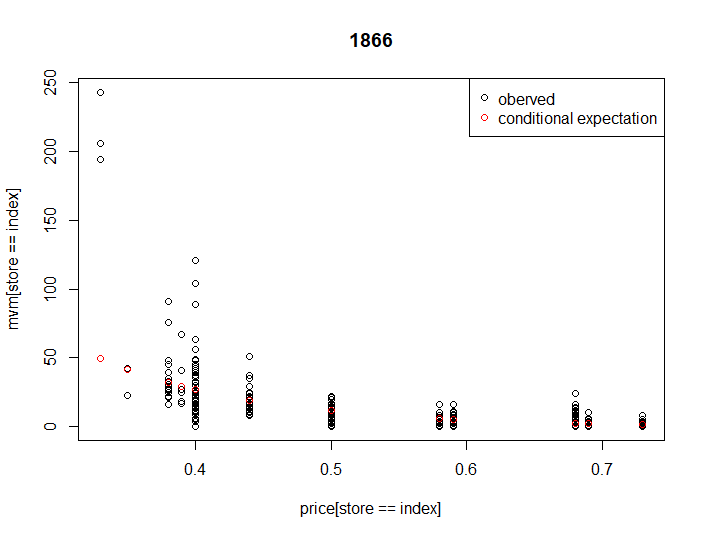 1866
oberved
conditional expectation
mvm[store == index]
250
200
150
100
50
0
0.4 0.5 0.6 0.7
price[store == index]